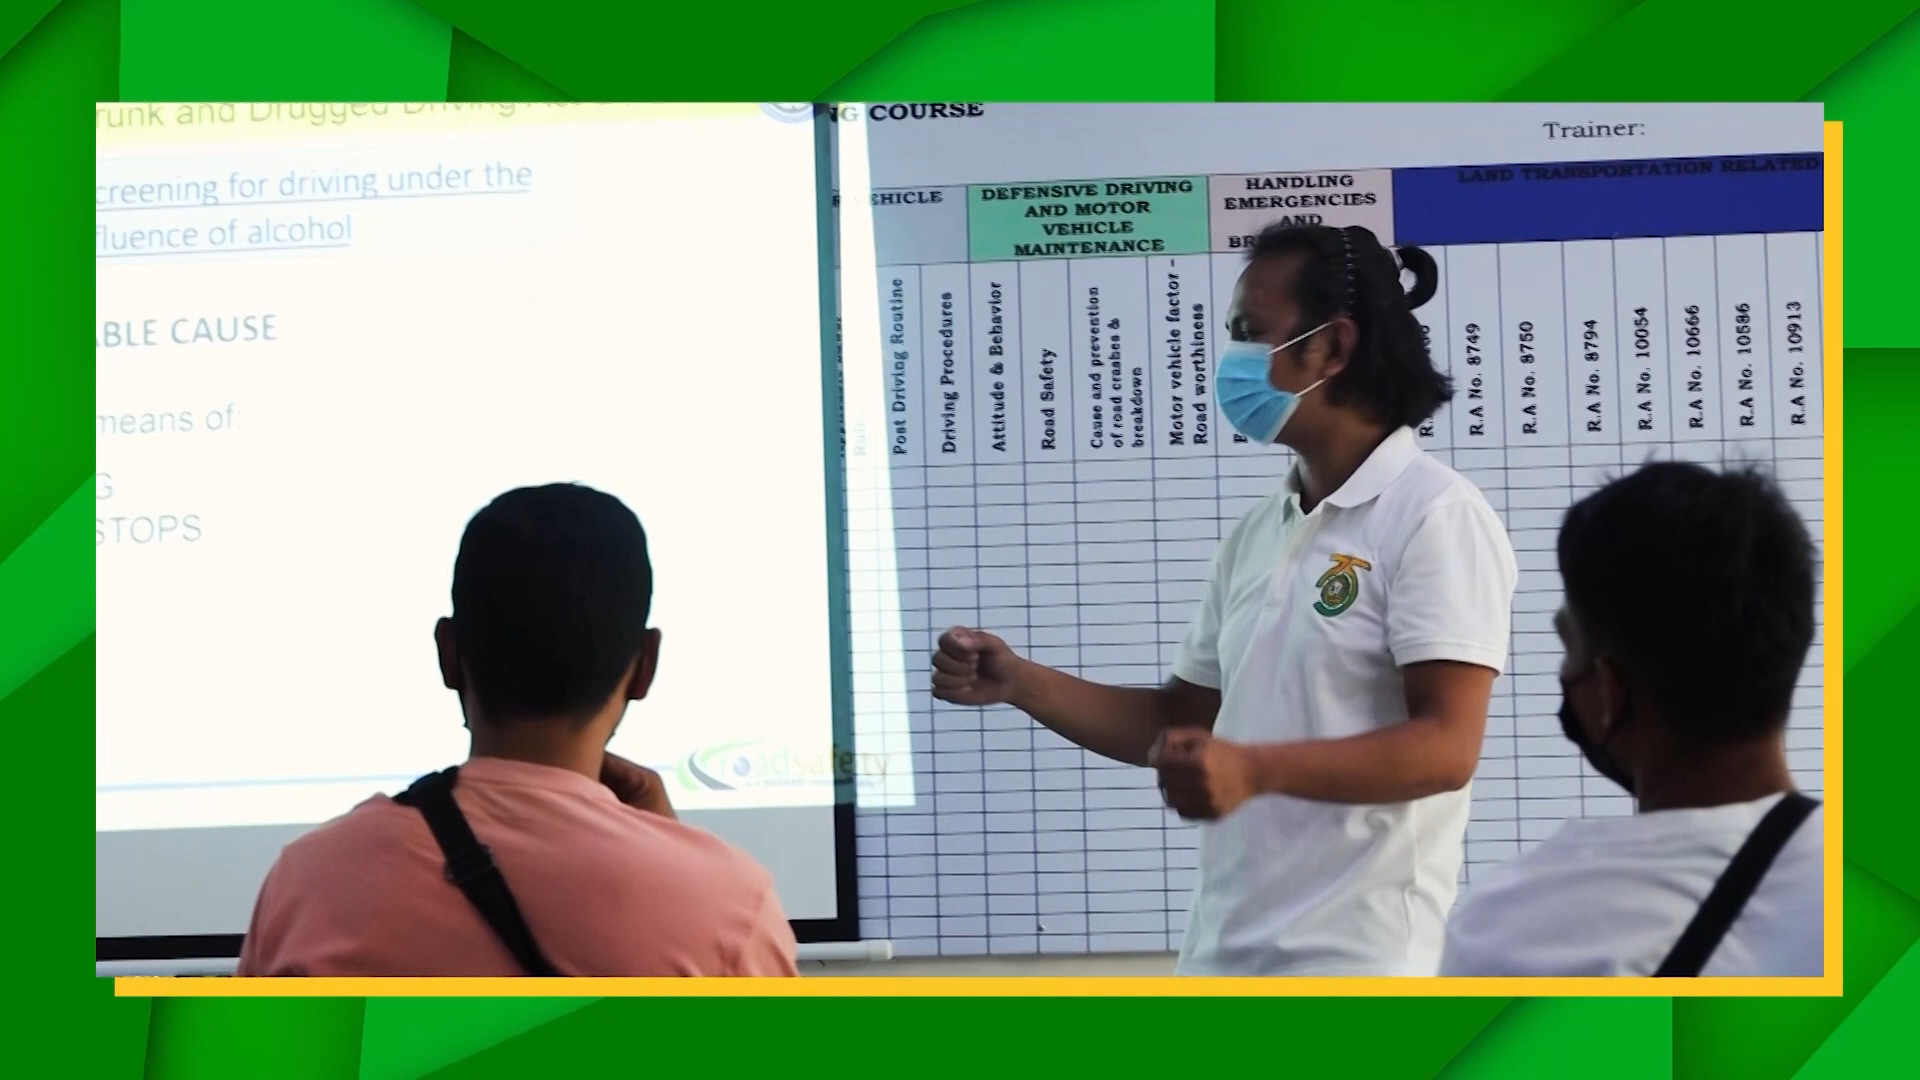 runk and Drugged Driving
creening for driving under the
fluence of alcohol
ABLE CAUSE
means of:
G
STOPS
roadsafety
NG COURSE
Trainer:
EHICLE
DEFENSIVE DRIVING
AND MOTOR
VEHICLE
MAINTENANCE
HANDLING
EMERGENCIES
AND
BR
LAND TRANSPORTATION RELATED
Post Driving Routine
Driving Procedures
Attitude & Behavior
Road Safety
Cause and prevention
of road crashes &
breakdown
Motor vehicle factor -
Road worthiness
R.A No. 8749
R.A No. 8750
R.A No. 8794
R.A No. 10054
R.A No. 10666
R.A No. 10586
R.A No. 10913